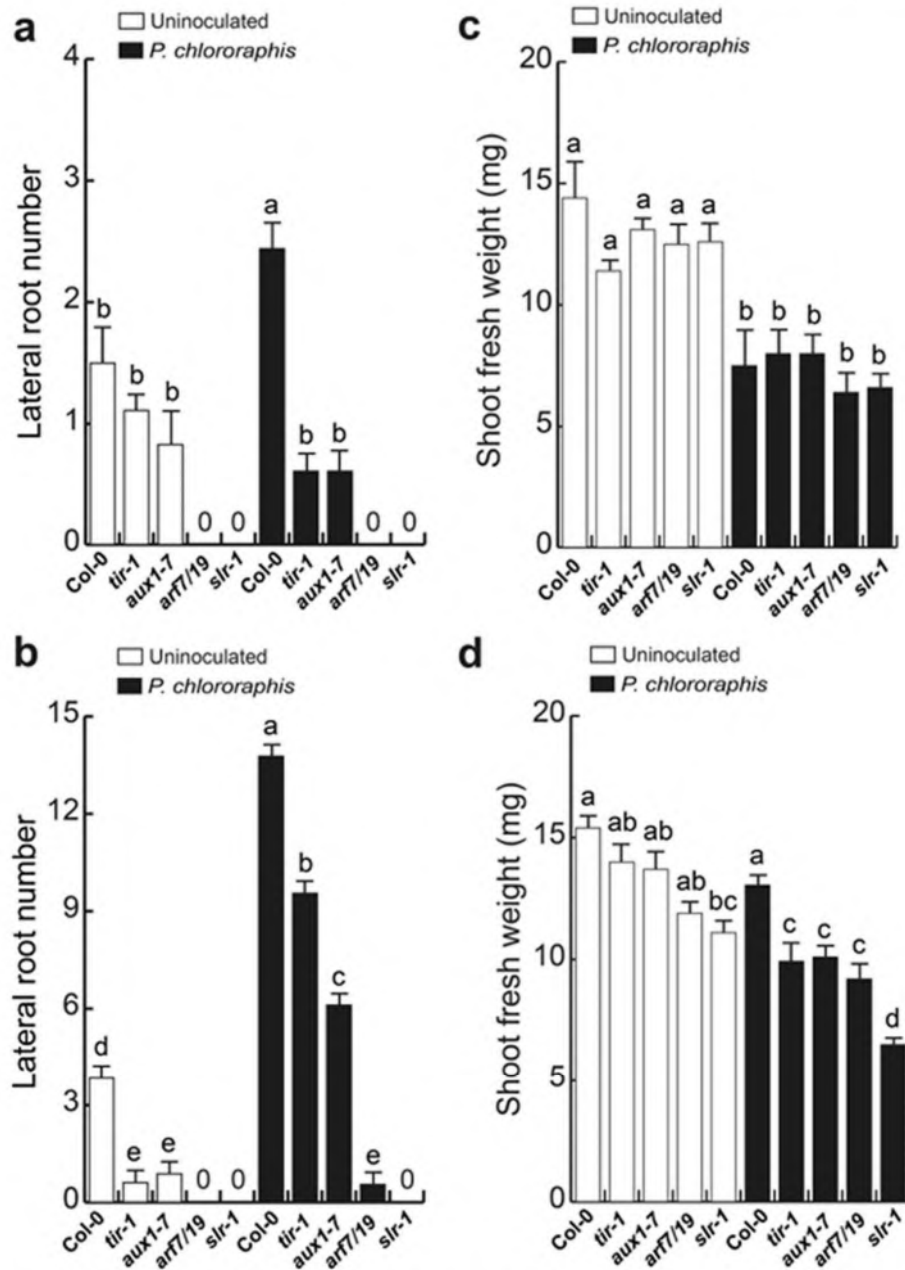 a
Uninoculated
P. chlororaphis
Lateral root number
4
3
2
1
0
b b b 0 0 a b b 0 0
Col-0 tir-1 aux1-7 arf7/19 slr-1 Col-0 tir-1 aux1-7 arf7/19 slr-1
c
Uninoculated
P. chlororaphis
Shoot fresh weight (mg)
20
15
10
5
0
a a a a a b b b b b
Col-0 tir-1 aux1-7 arf7/19 slr-1 Col-0 tir-1 aux1-7 arf7/19 slr-1
b
Uninoculated
P. chlororaphis
Lateral root number
15
12
9
6
3
0
d e e 0 0 a b c e 0
Col-0 tir-1 aux1-7 arf7/19 slr-1 Col-0 tir-1 aux1-7 arf7/19 slr-1
d
Uninoculated
P. chlororaphis
Shoot fresh weight (mg)
20
15
10
5
0
a ab ab ab bc a c c c d
Col-0 tir-1 aux1-7 arf7/19 slr-1 Col-0 tir-1 aux1-7 arf7/19 slr-1